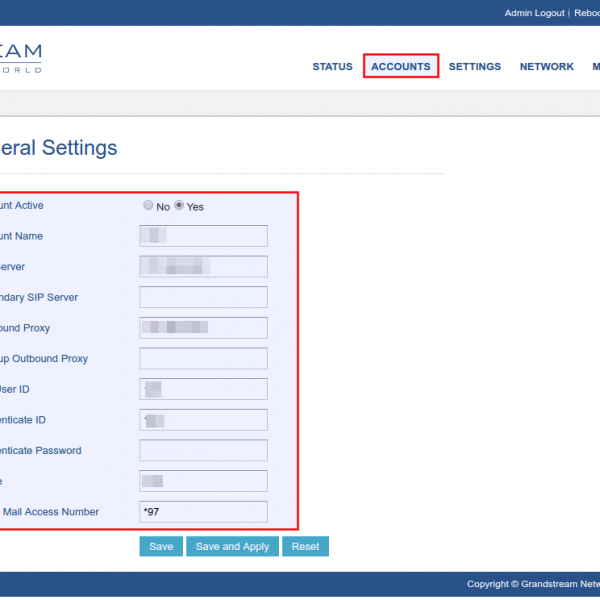 Admin Logout | Reboo
EAM
ORLD
STATUS ACCOUNTS SETTINGS NETWORK M
eral Settings
unt Active No Yes
unt Name
Server
ndary SIP Server
ound Proxy
up Outbound Proxy
User ID
enticate ID
enticate Password
e
Mail Access Number *97
Save Save and Apply Reset
Copyright © Grandstream Netw